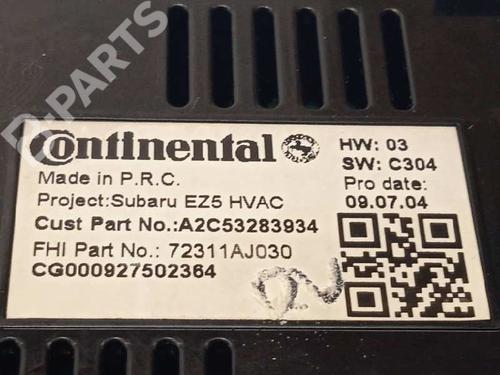 B-PARTS
Continental
HW: 03
SW: C304
Made in P.R.C.
Pro date:
Project:Subaru EZ5 HVAC
09.07.04
Cust Part No.:A2C53283934
FHI Part No.: 72311AJ030
CG000927502364